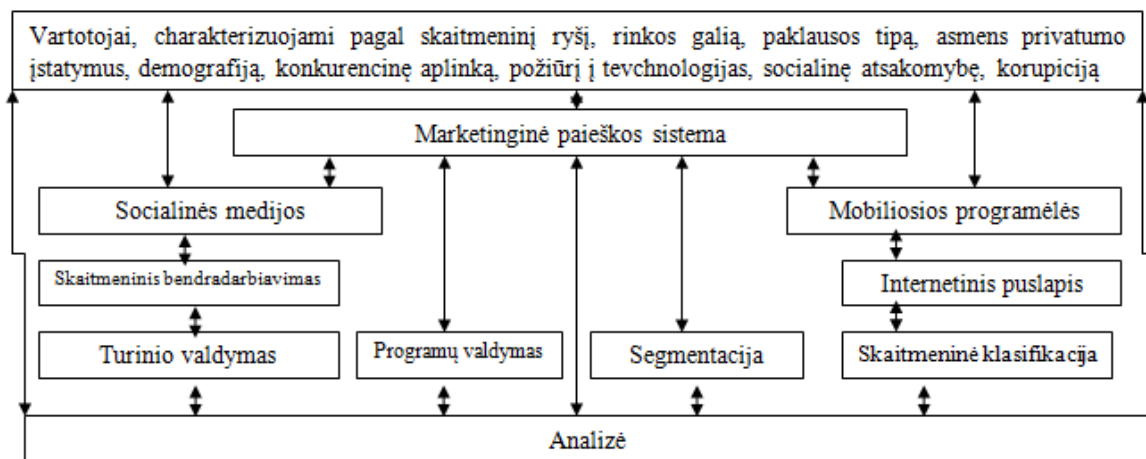 Vartotojai, charakterizuojami pagal skaitmeninį ryšį, rinkos galią, paklausos tipą, asmens privatumo
įstatymus, demografiją, konkurencinę aplinką, požiūrį į tevchnologijas, socialinę atsakomybę, korupiciją
Marketinginė paieškos sistema
Socialinės medijos
Mobiliosios programėlės
Skaitmeninis bendradarbiavimas
Internetinis puslapis
Turinio valdymas
Programų valdymas
Segmentacija
Skaitmeninė klasifikacija
Analizė